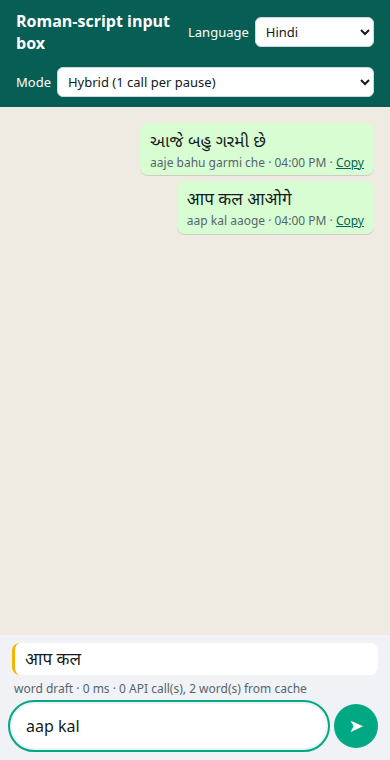 Roman-script input box
Language Hindi
Mode Hybrid (1 call per pause)
આજે બહુ ગરમી છે
aaje bahu garmi che · 04:00 PM · Copy
आप कल आओगे
aap kal aaoge · 04:00 PM · Copy
आप कल
word draft · 0 ms · 0 API call(s), 2 word(s) from cache
aap kal